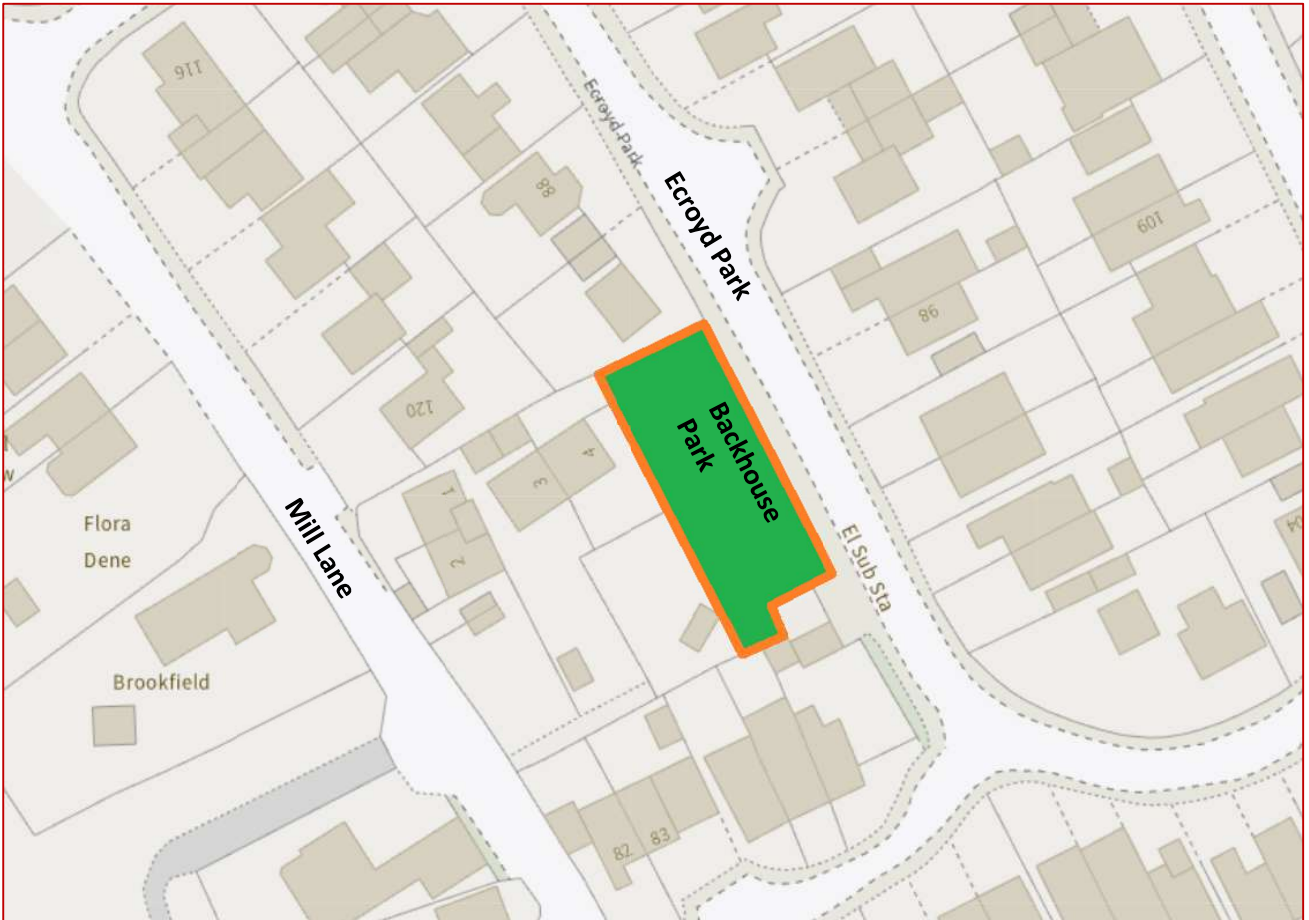 116
Ecroyd Park
88
Ecroyd Park
109
98
120
Backhouse
Park
4
3
1
2
Mill Lane
Flora
Dene
El Sub Sta
Brookfield
82
83
w